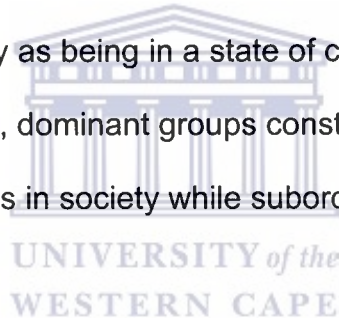 y as being in a state of c
, dominant groups const
s in society while subord
UNIVERSITY of the
WESTERN CAPE